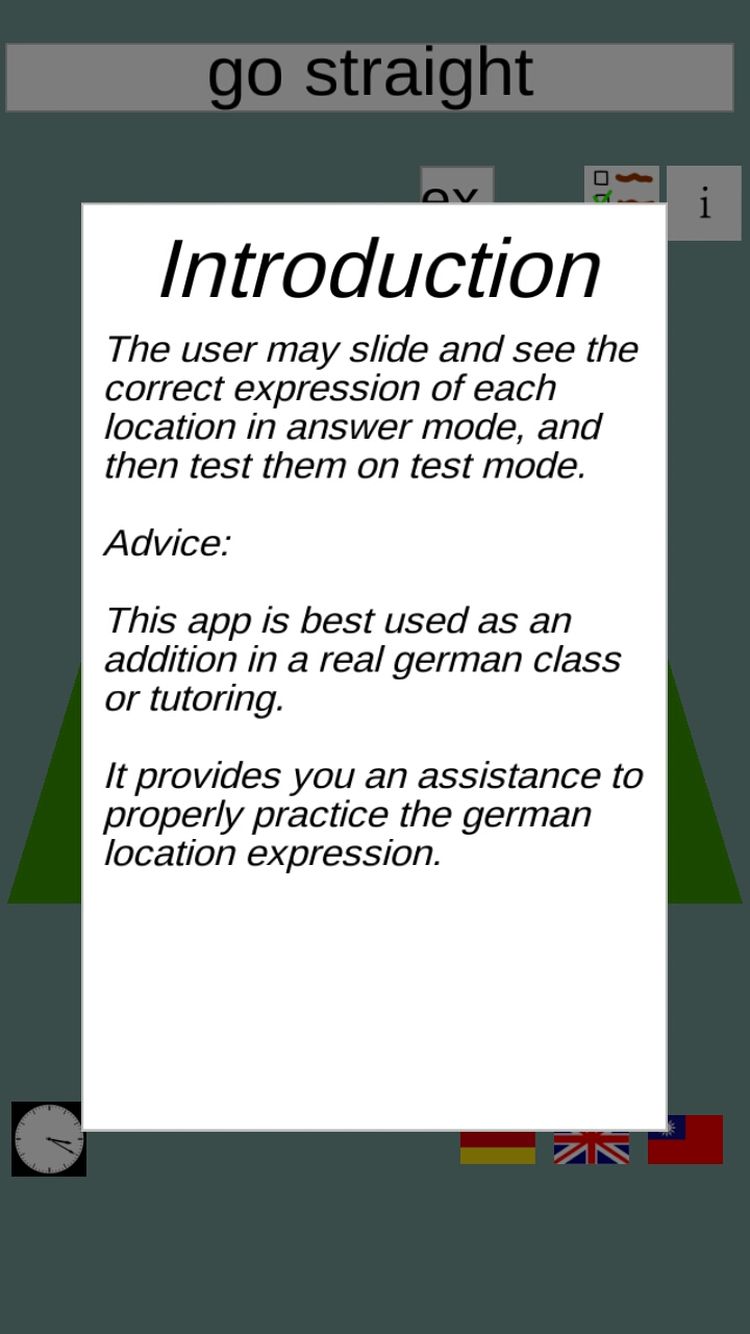 go straight
ex
i
Introduction
The user may slide and see the
correct expression of each
location in answer mode, and
then test them on test mode.
Advice:
This app is best used as an
addition in a real german class
or tutoring.
It provides you an assistance to
properly practice the german
location expression.